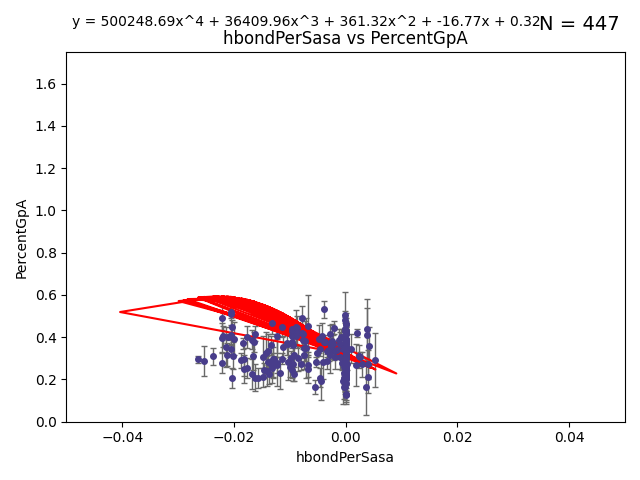 y = 500248.69x^4 + 36409.96x^3 + 361.32x^2 + -16.77x + 0.32
N = 447
hbondPerSasa vs PercentGpA
PercentGpA
1.6
1.4
1.2
1.0
0.8
0.6
0.4
0.2
0.0
−0.04 −0.02 0.00 0.02 0.04
hbondPerSasa